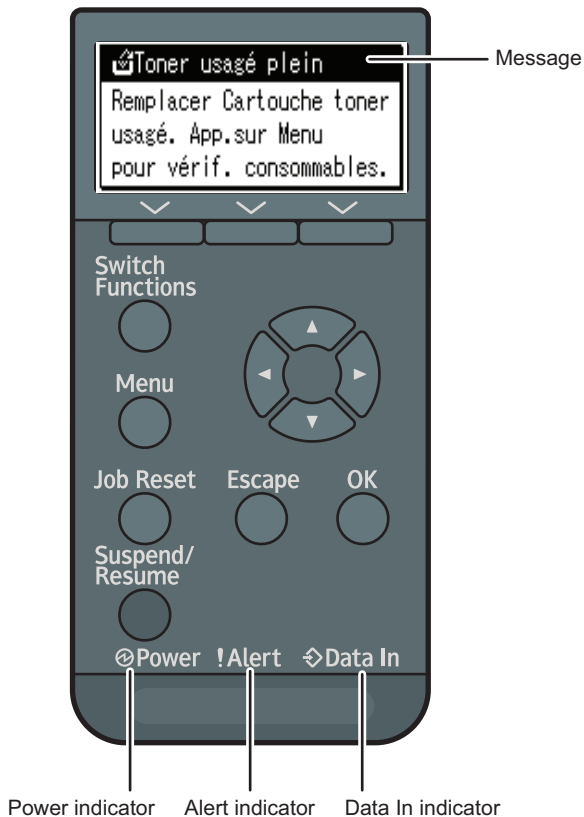 Toner usagé plein
Message
Remplacer Cartouche toner
usagé. App.sur Menu
pour vérif. consommables.
Switch
Functions
Menu
Job Reset
Escape
OK
Suspend/
Resume
Power
!Alert
Data In
Power indicator
Alert indicator
Data In indicator